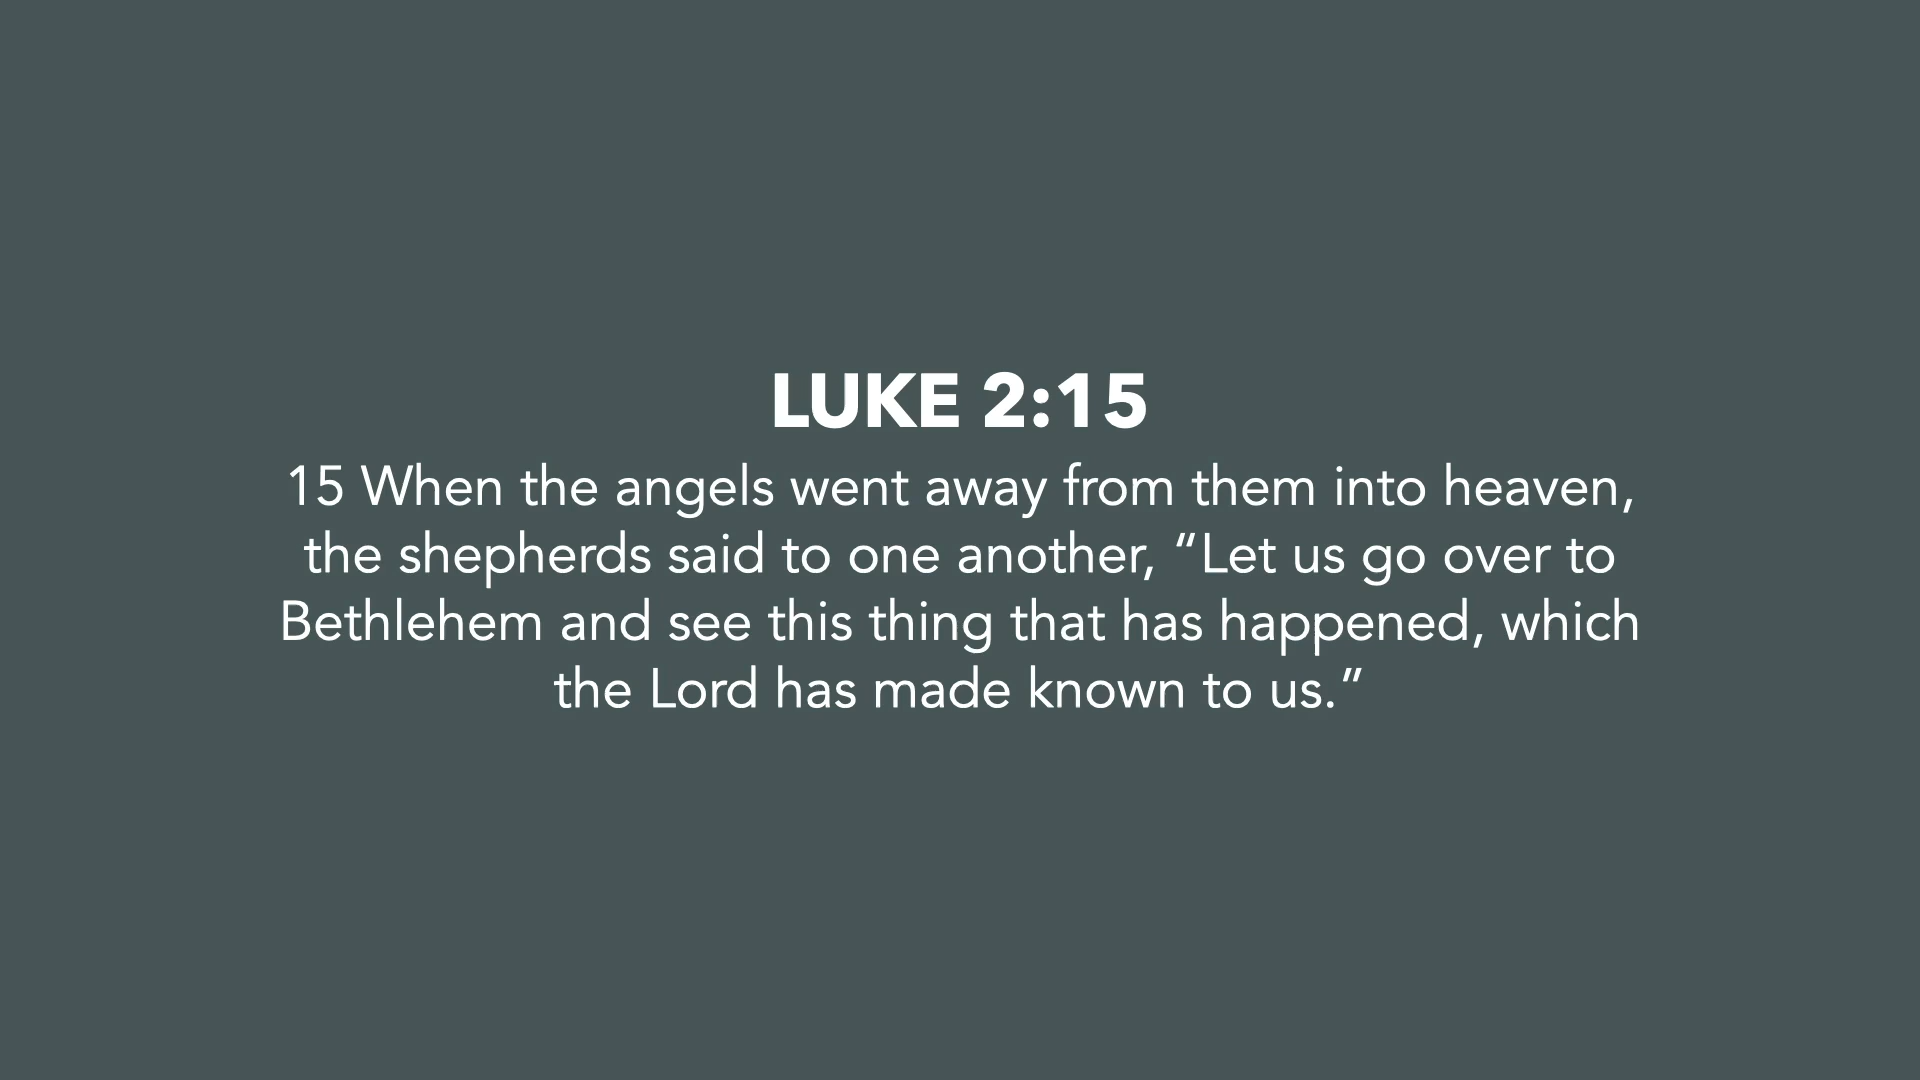 LUKE 2:15
15 When the angels went away from them into heaven,
the shepherds said to one another, “Let us go over to
Bethlehem and see this thing that has happened, which
the Lord has made known to us.”